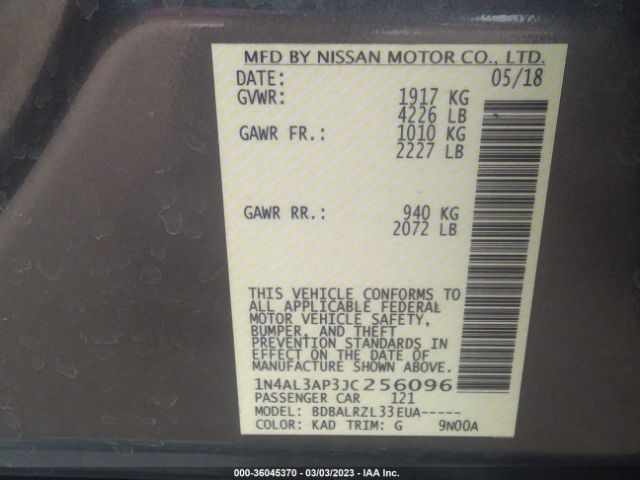 MFD BY NISSAN MOTOR CO., LTD.
DATE: 05/18
GVWR: 1917 KG
4226 LB
GAWR FR.: 1010 KG
2227 LB
GAWR RR.: 940 KG
2072 LB
THIS VEHICLE CONFORMS TO
ALL APPLICABLE FEDERAL
MOTOR VEHICLE SAFETY,
BUMPER, AND THEFT
PREVENTION STANDARDS IN
EFFECT ON THE DATE OF
MANUFACTURE SHOWN ABOVE.
1N4AL3AP3JC256096
PASSENGER CAR 121
MODEL: BDBALRZL33EUA-----
COLOR: KAD TRIM: G 9N00A
000-36045370 - 03/03/2023 - IAA Inc.